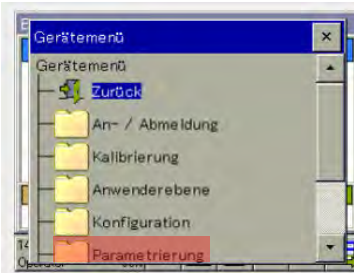 Gerätemenü
Gerätemenü
Zurück
An- / Abmeldung
Kalibrierung
Anwenderebene
Konfiguration
Parametrierung